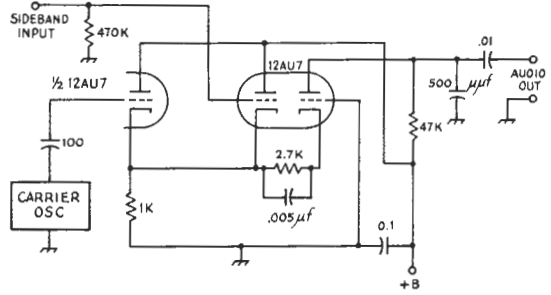 SIDEBAND
INPUT
470K
½ 12AU7
12AU7
.01
500 μμf
AUDIO
OUT
47K
100
2.7K
.005μf
CARRIER
OSC
1K
0.1
+B